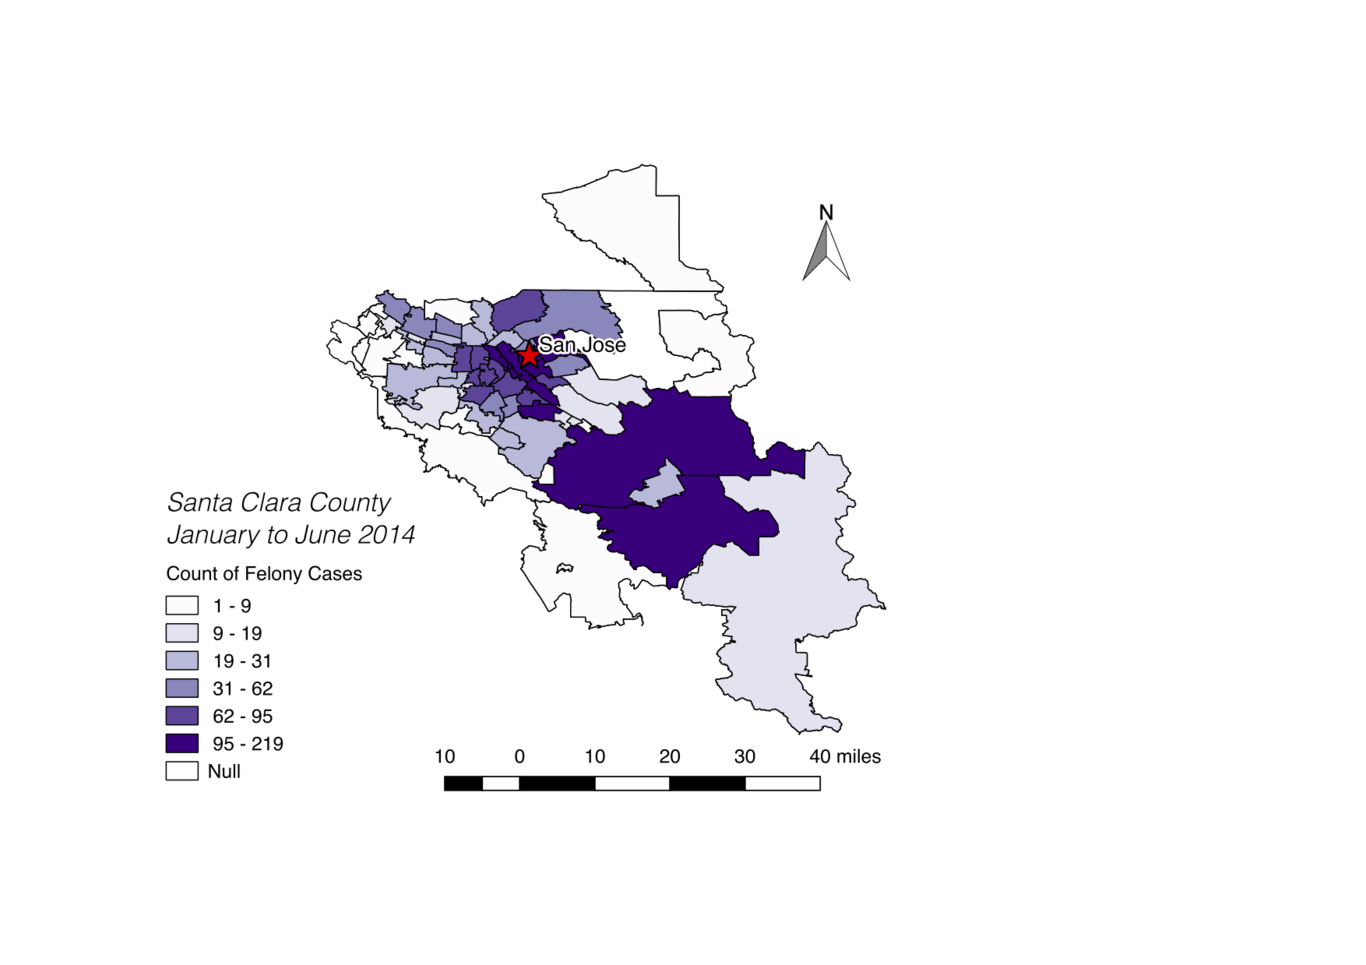 N
San Jose
Santa Clara County
January to June 2014
Count of Felony Cases
1 - 9
9 - 19
19 - 31
31 - 62
62 - 95
95 - 219
Null
10 0 10 20 30 40 miles